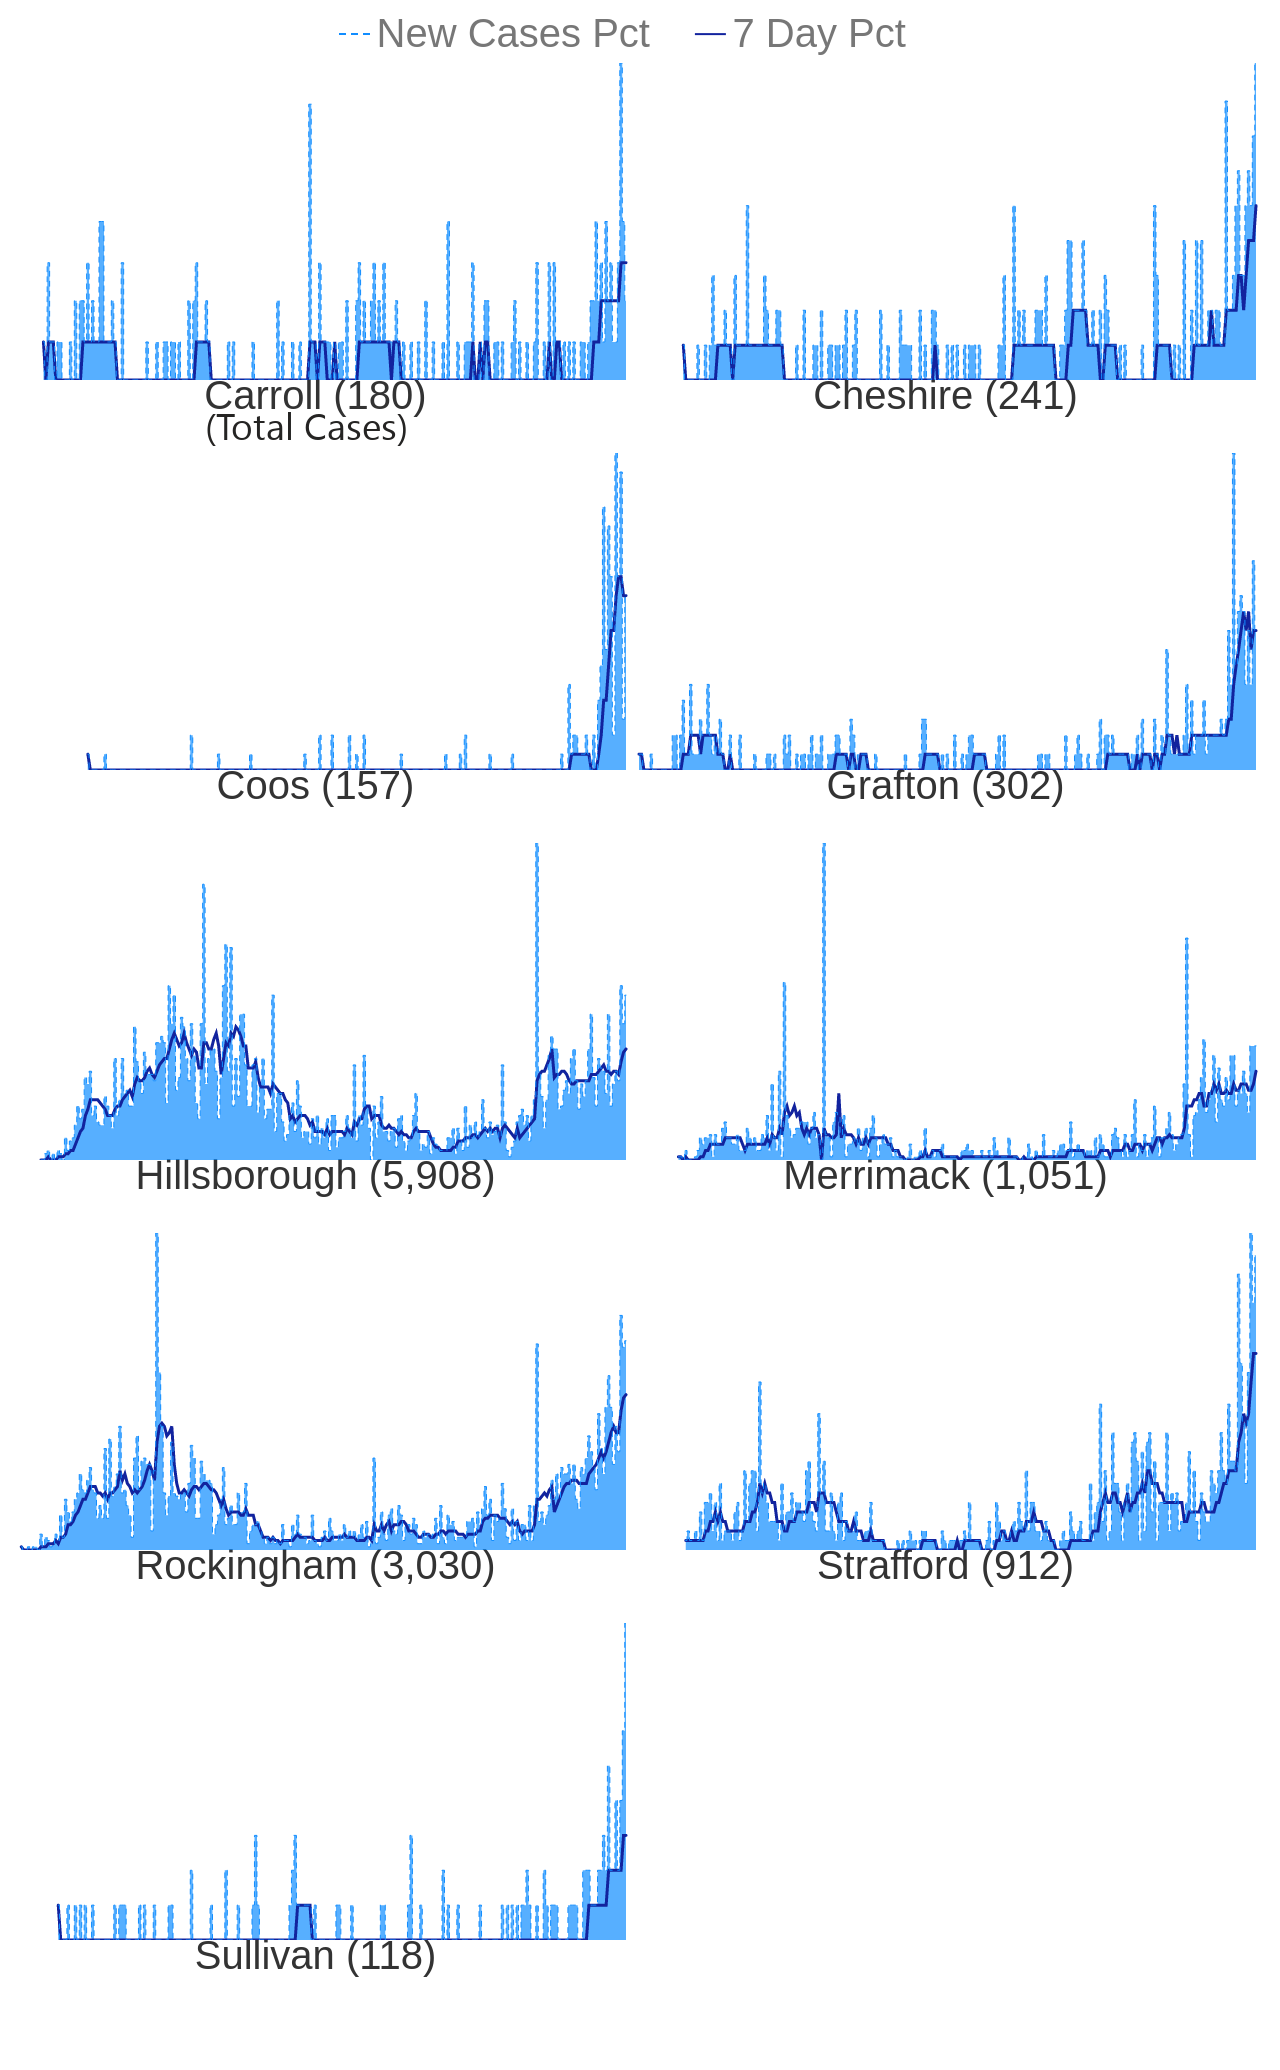 New Cases Pct 7 Day Pct
Carroll (180) Cheshire (241)
(Total Cases)
Coos (157) Grafton (302)
Hillsborough (5,908) Merrimack (1,051)
Rockingham (3,030) Strafford (912)
Sullivan (118)